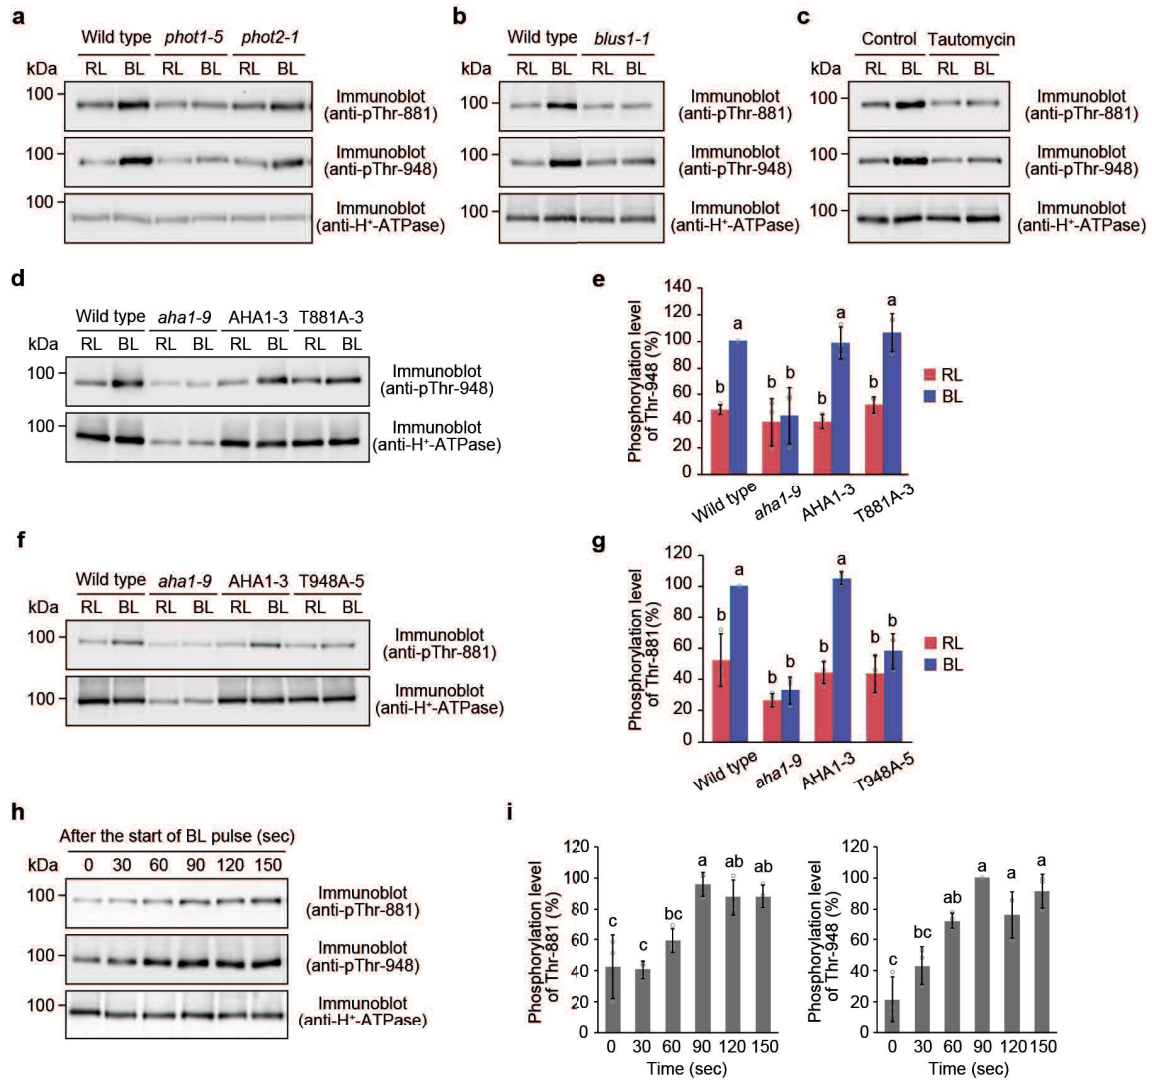 a
Wild type phot1-5 phot2-1
kDa RL BL RL BL RL BL
100 Immunoblot
(anti-pThr-881)
100 Immunoblot
(anti-pThr-948)
100 Immunoblot
(anti-H⁺-ATPase)
b
Wild type blus1-1
kDa RL BL RL BL
100 Immunoblot
(anti-pThr-881)
100 Immunoblot
(anti-pThr-948)
100 Immunoblot
(anti-H⁺-ATPase)
c
Control Tautomycin
kDa RL BL RL BL
100 Immunoblot
(anti-pThr-881)
100 Immunoblot
(anti-pThr-948)
100 Immunoblot
(anti-H⁺-ATPase)
d
Wild type aha1-9 AHA1-3 T881A-3
kDa RL BL RL BL RL BL RL BL
100 Immunoblot
(anti-pThr-948)
100 Immunoblot
(anti-H⁺-ATPase)
e
Phosphorylation level
of Thr-948 (%)
140
120
100
80
60
40
20
0
b a b b b a b a
Wild type aha1-9 AHA1-3 T881A-3
RL
BL
f
Wild type aha1-9 AHA1-3 T948A-5
kDa RL BL RL BL RL BL RL BL
100 Immunoblot
(anti-pThr-881)
100 Immunoblot
(anti-H⁺-ATPase)
g
Phosphorylation level
of Thr-881(%)
120
100
80
60
40
20
0
b a b b b a b b
Wild type aha1-9 AHA1-3 T948A-5
RL
BL
h
After the start of BL pulse (sec)
kDa 0 30 60 90 120 150
100 Immunoblot
(anti-pThr-881)
100 Immunoblot
(anti-pThr-948)
100 Immunoblot
(anti-H⁺-ATPase)
i
Phosphorylation level
of Thr-881 (%)
120
100
80
60
40
20
0
c c bc a ab ab
0 30 60 90 120 150
Time (sec)
Phosphorylation level
of Thr-948 (%)
120
100
80
60
40
20
0
c bc ab a a a
0 30 60 90 120 150
Time (sec)